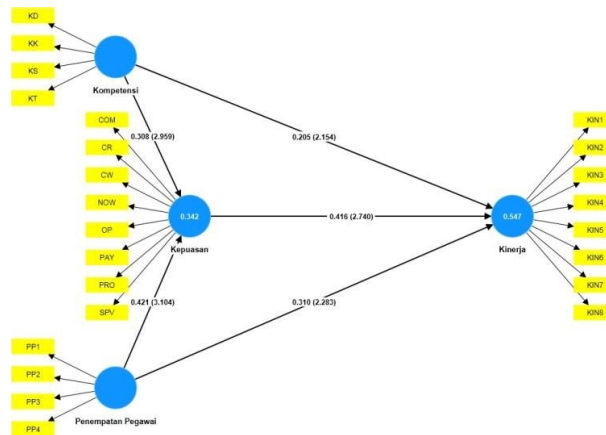 KD
KK
KS
KT
Kompetensi
COM
CR
CW
NOW
OP
PAY
PRO
SPV
0.308 (2.959)
0.205 (2.154)
0.342
Kepuasan
0.416 (2.740)
0.547
Kinerja
KIN1
KIN2
KIN3
KIN4
KIN5
KIN6
KIN7
KIN8
0.421 (3.104)
0.310 (2.283)
PP1
PP2
PP3
PP4
Penempatan Pegawai